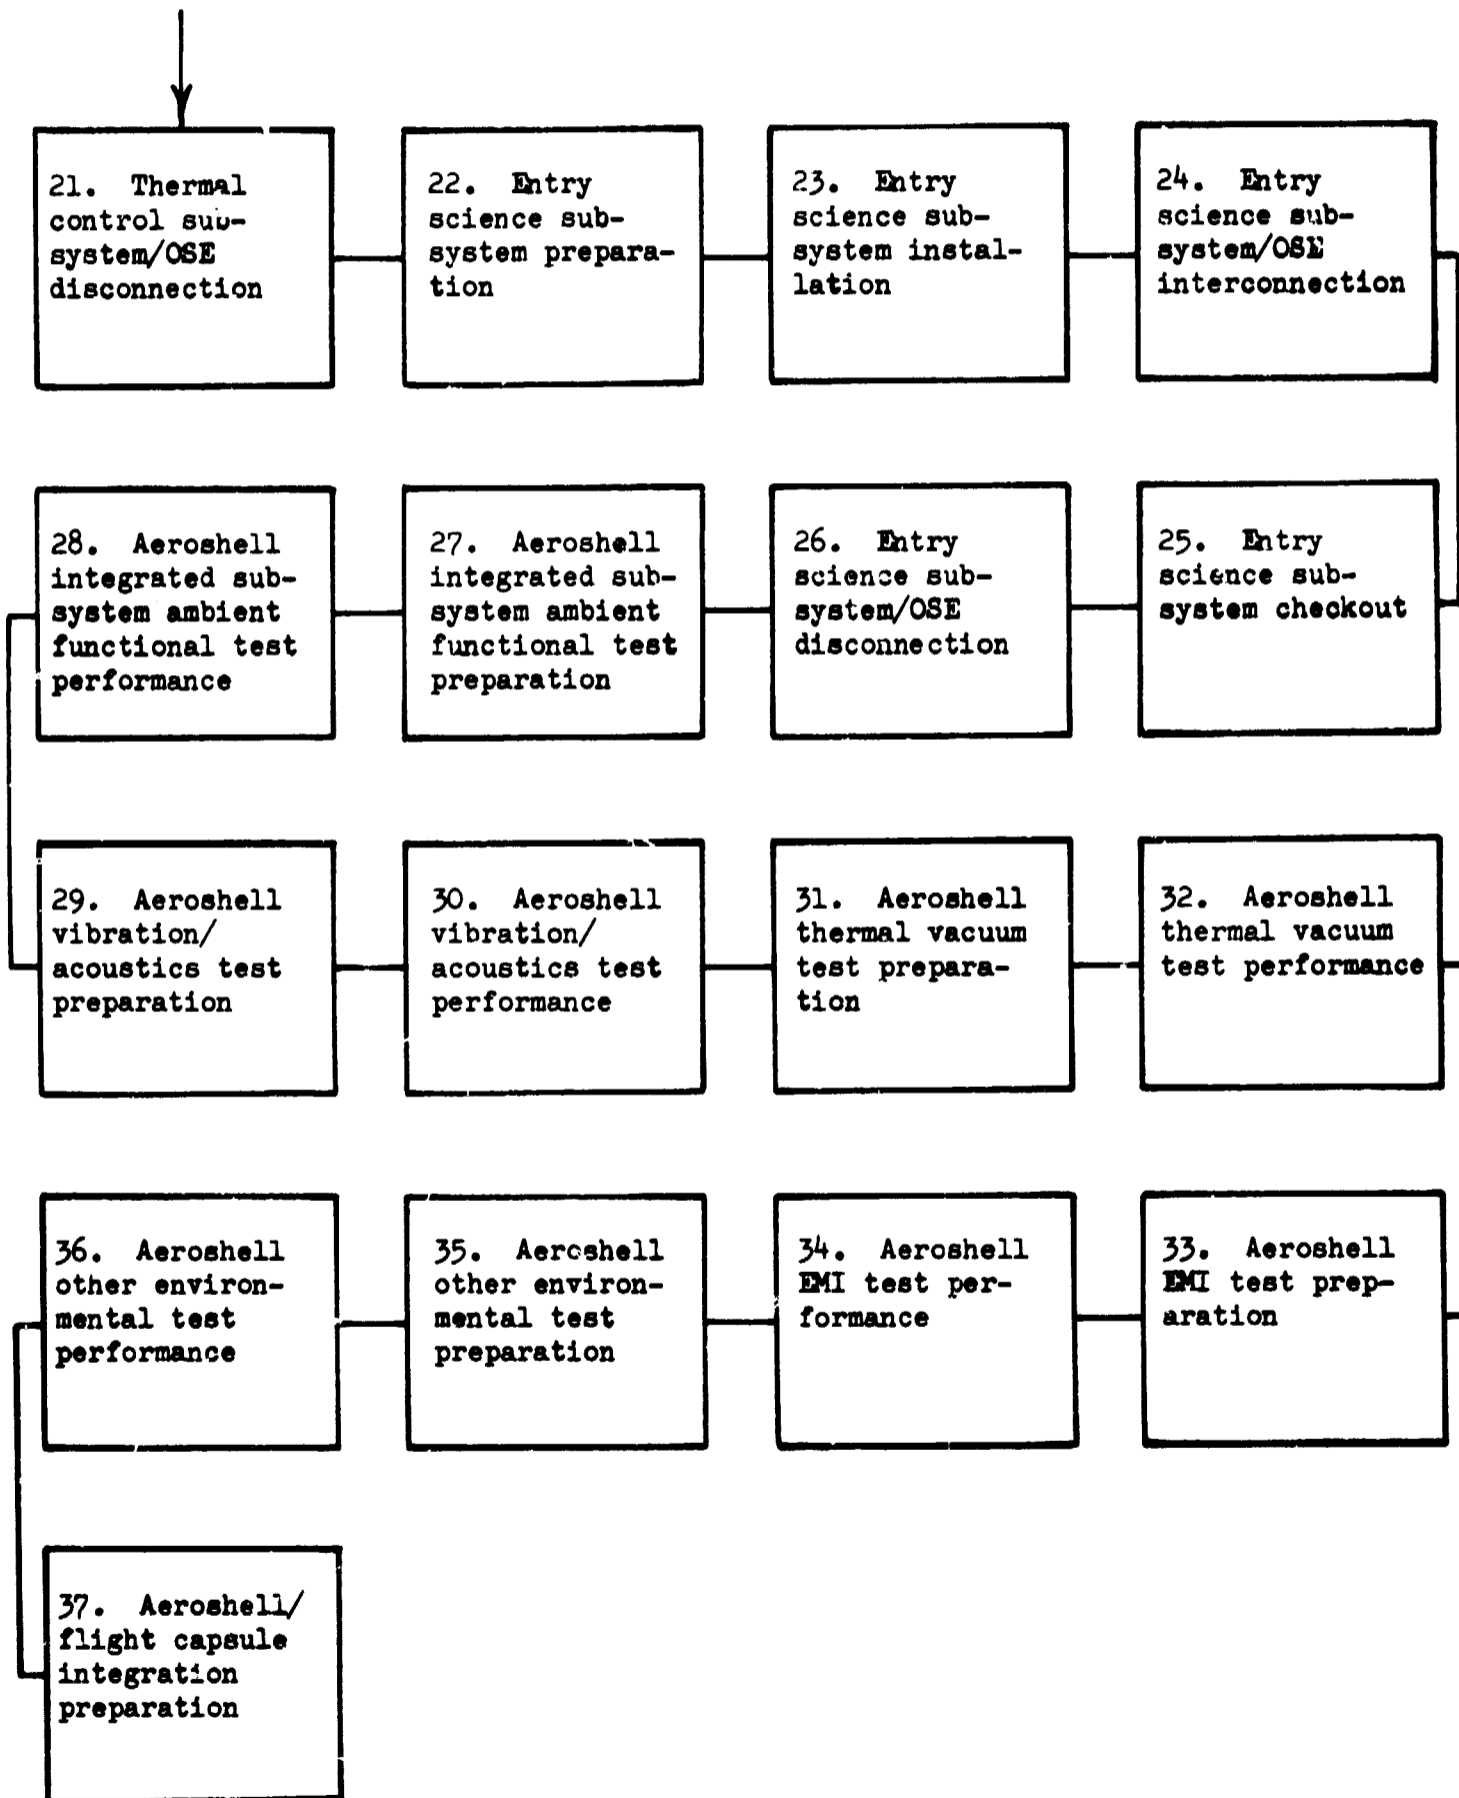 21. Thermal
control sub-
system/OSE
disconnection
22. Entry
science sub-
system prepara-
tion
23. Entry
science sub-
system instal-
lation
24. Entry
science sub-
system/OSE
interconnection
28. Aeroshell
integrated sub-
system ambient
functional test
performance
27. Aeroshell
integrated sub-
system ambient
functional test
preparation
26. Entry
science sub-
system/OSE
disconnection
25. Entry
science sub-
system checkout
29. Aeroshell
vibration/
acoustics test
preparation
30. Aeroshell
vibration/
acoustics test
performance
31. Aeroshell
thermal vacuum
test prepara-
tion
32. Aeroshell
thermal vacuum
test performance
36. Aeroshell
other environ-
mental test
performance
35. Aeroshell
other environ-
mental test
preparation
34. Aeroshell
EMI test per-
formance
33. Aeroshell
EMI test prep-
aration
37. Aeroshell/
flight capsule
integration
preparation